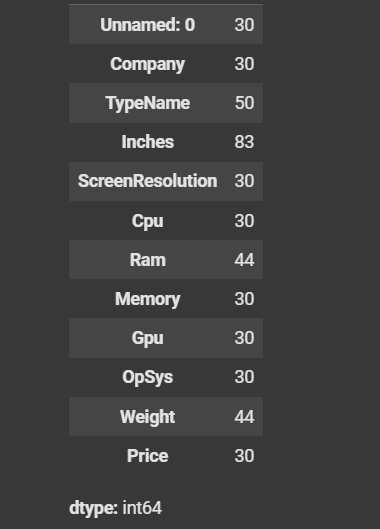 Unnamed: 0 30
Company 30
TypeName 50
Inches 83
ScreenResolution 30
Cpu 30
Ram 44
Memory 30
Gpu 30
OpSys 30
Weight 44
Price 30
dtype: int64